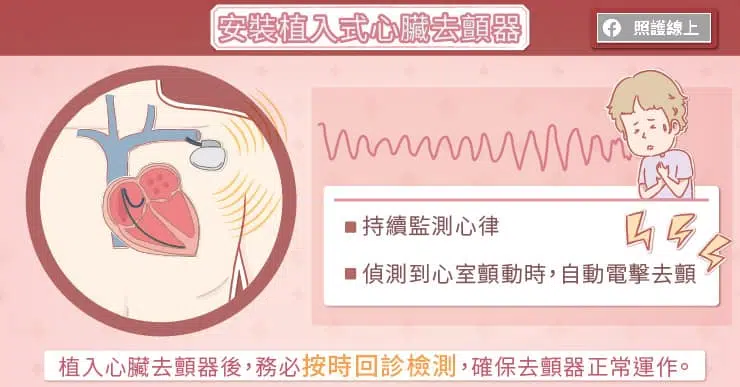 安裝植入式心臟去顫器
照護線上
持續監測心律
偵測到心室顫動時,自動電擊去顫
植入心臟去顫器後,務必按時回診檢測,確保去顫器正常運作。